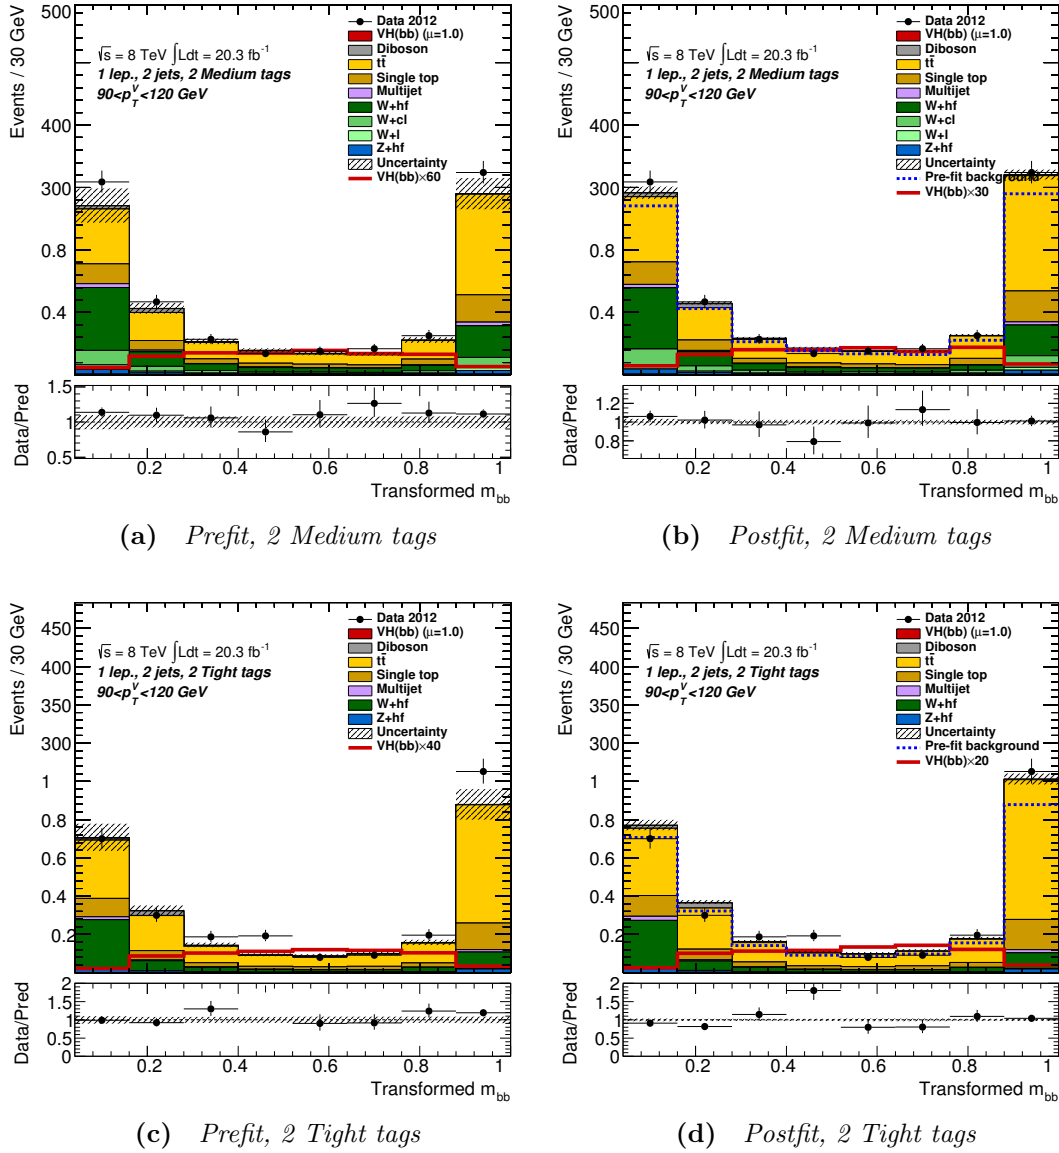 Events / 30 GeV
500
400
300
0.8
0.4
√s = 8 TeV ∫Ldt = 20.3 fb⁻¹
1 lep., 2 jets, 2 Medium tags
90<p_T^V<120 GeV
Data 2012
VH(bb) (μ=1.0)
Diboson
tt̄
Single top
Multijet
W+hf
W+cl
W+l
Z+hf
Uncertainty
VH(bb)×60
Data/Pred
1.5
1
0.5
0.2 0.4 0.6 0.8 1
Transformed m_bb
(a) Prefit, 2 Medium tags
Events / 30 GeV
500
400
300
0.8
0.4
√s = 8 TeV ∫Ldt = 20.3 fb⁻¹
1 lep., 2 jets, 2 Medium tags
90<p_T^V<120 GeV
Data 2012
VH(bb) (μ=1.0)
Diboson
tt̄
Single top
Multijet
W+hf
W+cl
W+l
Z+hf
Uncertainty
Pre-fit background
VH(bb)×30
Data/Pred
1.2
1
0.8
0.2 0.4 0.6 0.8 1
Transformed m_bb
(b) Postfit, 2 Medium tags
Events / 30 GeV
450
400
350
300
1
0.8
0.6
0.4
0.2
√s = 8 TeV ∫Ldt = 20.3 fb⁻¹
1 lep., 2 jets, 2 Tight tags
90<p_T^V<120 GeV
Data 2012
VH(bb) (μ=1.0)
Diboson
tt̄
Single top
Multijet
W+hf
Z+hf
Uncertainty
VH(bb)×40
Data/Pred
2
1.5
1
0.5
0
0.2 0.4 0.6 0.8 1
Transformed m_bb
(c) Prefit, 2 Tight tags
Events / 30 GeV
450
400
350
300
1
0.8
0.6
0.4
0.2
√s = 8 TeV ∫Ldt = 20.3 fb⁻¹
1 lep., 2 jets, 2 Tight tags
90<p_T^V<120 GeV
Data 2012
VH(bb) (μ=1.0)
Diboson
tt̄
Single top
Multijet
W+hf
Z+hf
Uncertainty
Pre-fit background
VH(bb)×20
Data/Pred
2
1.5
1
0.5
0
0.2 0.4 0.6 0.8 1
Transformed m_bb
(d) Postfit, 2 Tight tags